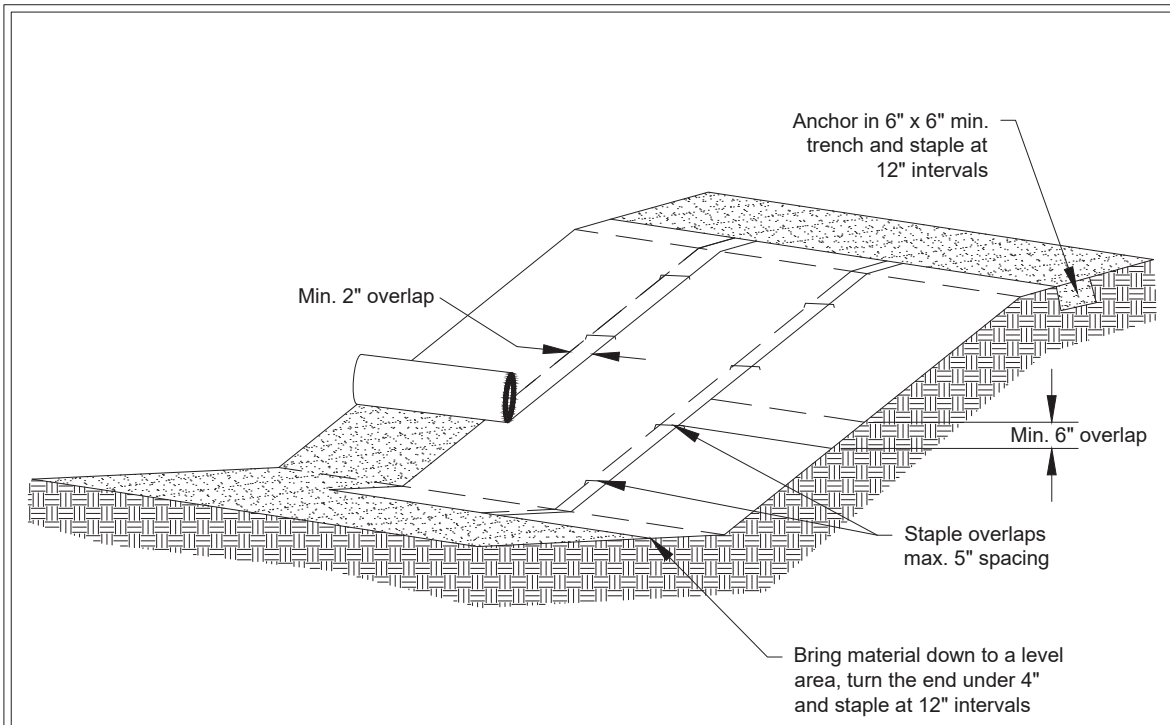 Anchor in 6" x 6" min.
trench and staple at
12" intervals
Min. 2" overlap
Min. 6" overlap
Staple overlaps
max. 5" spacing
Bring material down to a level
area, turn the end under 4"
and staple at 12" intervals